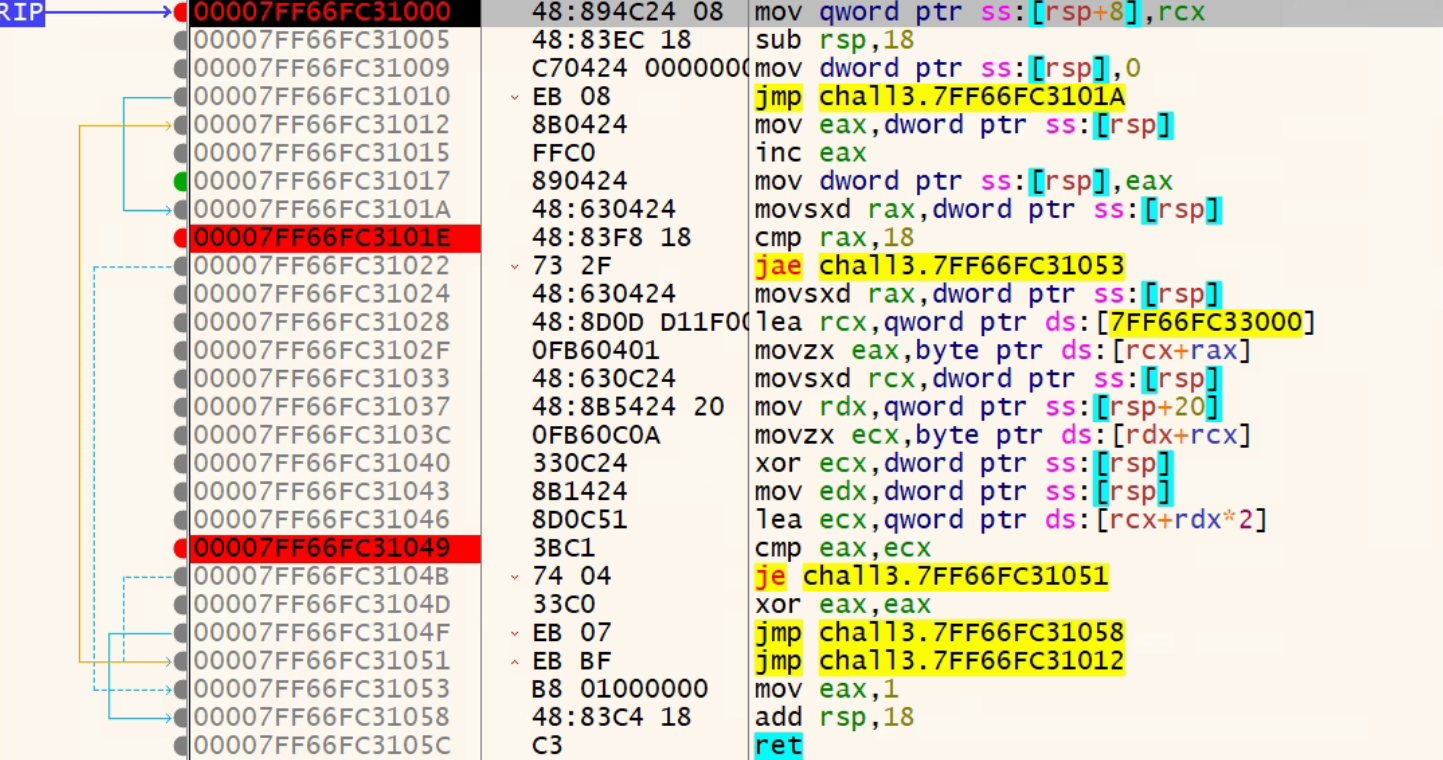 RIP 00007FF66FC31000 48:894C24 08 mov qword ptr ss:[rsp+8],rcx
00007FF66FC31005 48:83EC 18 sub rsp,18
00007FF66FC31009 C70424 0000000 mov dword ptr ss:[rsp],0
00007FF66FC31010 EB 08 jmp chall3.7FF66FC3101A
00007FF66FC31012 8B0424 mov eax,dword ptr ss:[rsp]
00007FF66FC31015 FFC0 inc eax
00007FF66FC31017 890424 mov dword ptr ss:[rsp],eax
00007FF66FC3101A 48:630424 movsxd rax,dword ptr ss:[rsp]
00007FF66FC3101E 48:83F8 18 cmp rax,18
00007FF66FC31022 73 2F jae chall3.7FF66FC31053
00007FF66FC31024 48:630424 movsxd rax,dword ptr ss:[rsp]
00007FF66FC31028 48:8D0D D11F00 lea rcx,qword ptr ds:[7FF66FC33000]
00007FF66FC3102F 0FB60401 movzx eax,byte ptr ds:[rcx+rax]
00007FF66FC31033 48:630C24 movsxd rcx,dword ptr ss:[rsp]
00007FF66FC31037 48:8B5424 20 mov rdx,qword ptr ss:[rsp+20]
00007FF66FC3103C 0FB60C0A movzx ecx,byte ptr ds:[rdx+rcx]
00007FF66FC31040 330C24 xor ecx,dword ptr ss:[rsp]
00007FF66FC31043 8B1424 mov edx,dword ptr ss:[rsp]
00007FF66FC31046 8D0C51 lea ecx,qword ptr ds:[rcx+rdx*2]
00007FF66FC31049 3BC1 cmp eax,ecx
00007FF66FC3104B 74 04 je chall3.7FF66FC31051
00007FF66FC3104D 33C0 xor eax,eax
00007FF66FC3104F EB 07 jmp chall3.7FF66FC31058
00007FF66FC31051 EB BF jmp chall3.7FF66FC31012
00007FF66FC31053 B8 01000000 mov eax,1
00007FF66FC31058 48:83C4 18 add rsp,18
00007FF66FC3105C C3 ret